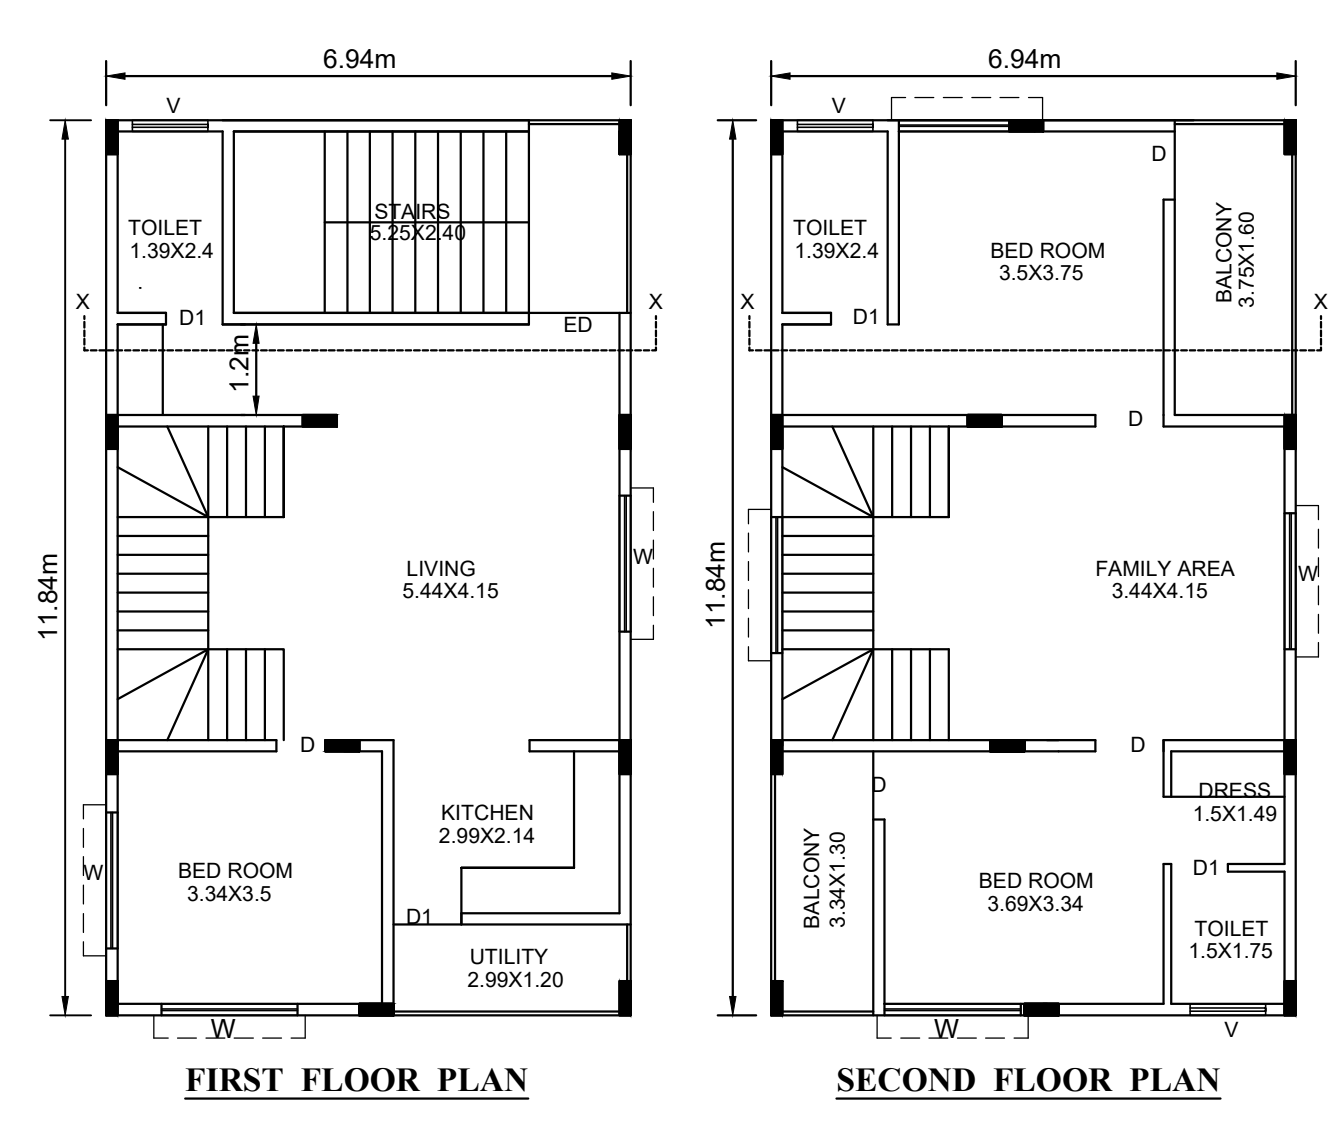 6.94m
V
STAIRS
5.25X2.40
TOILET
1.39X2.4
X
X
D1
ED
1.2m
11.84m
LIVING
5.44X4.15
W
D
KITCHEN
2.99X2.14
W
BED ROOM
3.34X3.5
D1
UTILITY
2.99X1.20
W
FIRST FLOOR PLAN
6.94m
V
D
TOILET
1.39X2.4
BED ROOM
3.5X3.75
BALCONY
3.75X1.60
X
X
D1
D
11.84m
FAMILY AREA
3.44X4.15
W
D
D
DRESS
1.5X1.49
BALCONY
3.34X1.30
BED ROOM
3.69X3.34
D1
TOILET
1.5X1.75
W
V
SECOND FLOOR PLAN